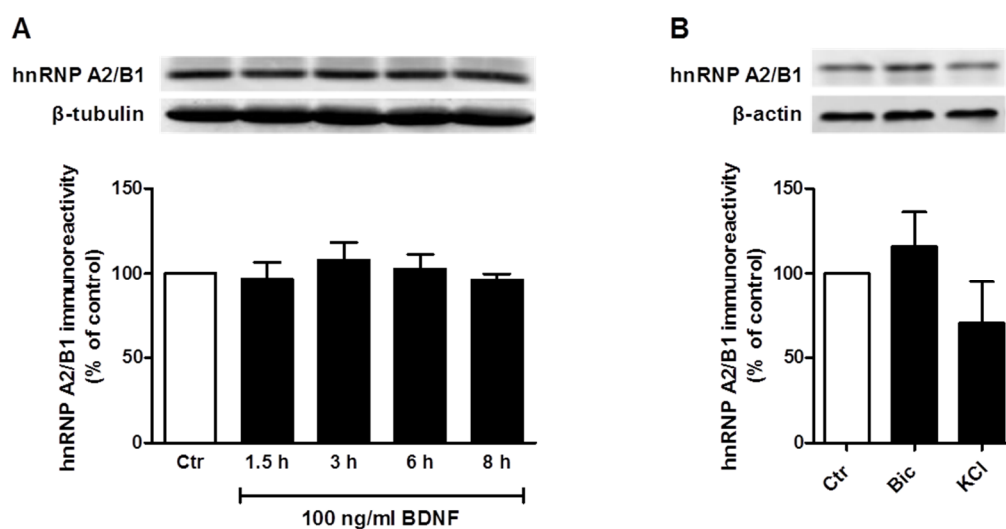 A
hnRNP A2/B1
β-tubulin
hnRNP A2/B1 immunoreactivity
(% of control)
150
100
50
0
Ctr
1.5 h
3 h
6 h
8 h
100 ng/ml BDNF
B
hnRNP A2/B1
β-actin
hnRNP A2/B1 immunoreactivity
(% of control)
150
100
50
0
Ctr
Bic
KCl